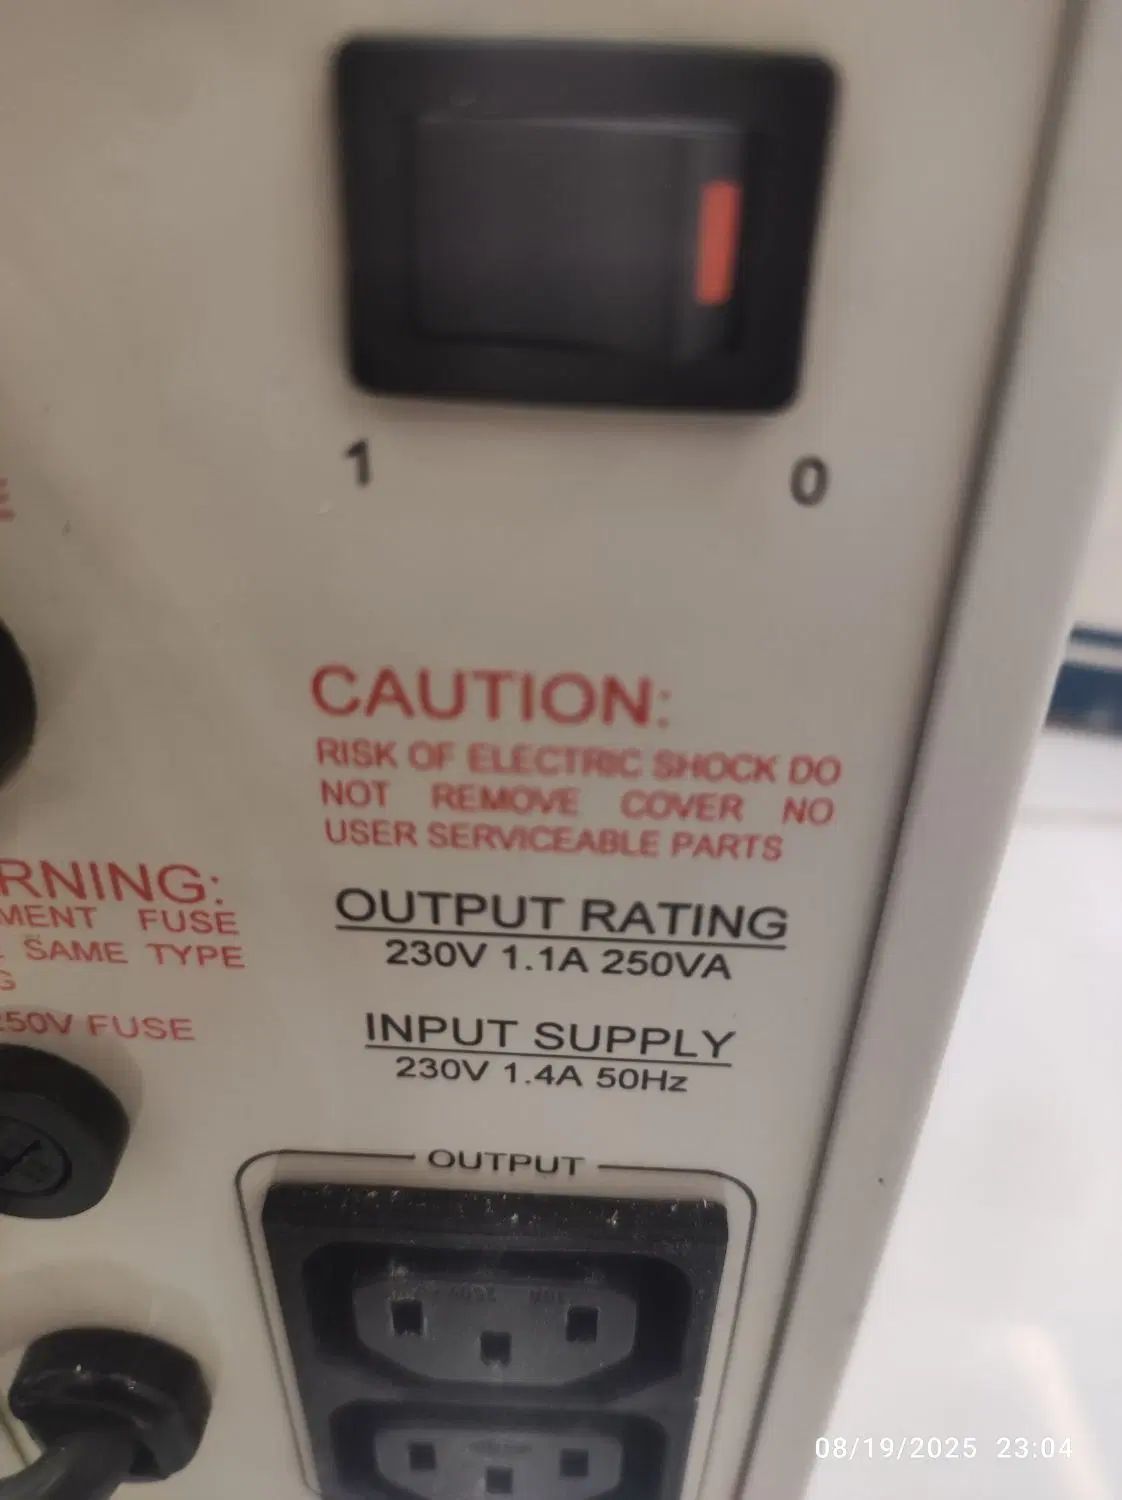 1
0
CAUTION:
RISK OF ELECTRIC SHOCK DO
NOT REMOVE COVER NO
USER SERVICEABLE PARTS
RNING:
MENT FUSE
SAME TYPE
G
250V FUSE
OUTPUT RATING
230V 1.1A 250VA
INPUT SUPPLY
230V 1.4A 50Hz
OUTPUT
08/19/2025 23:04